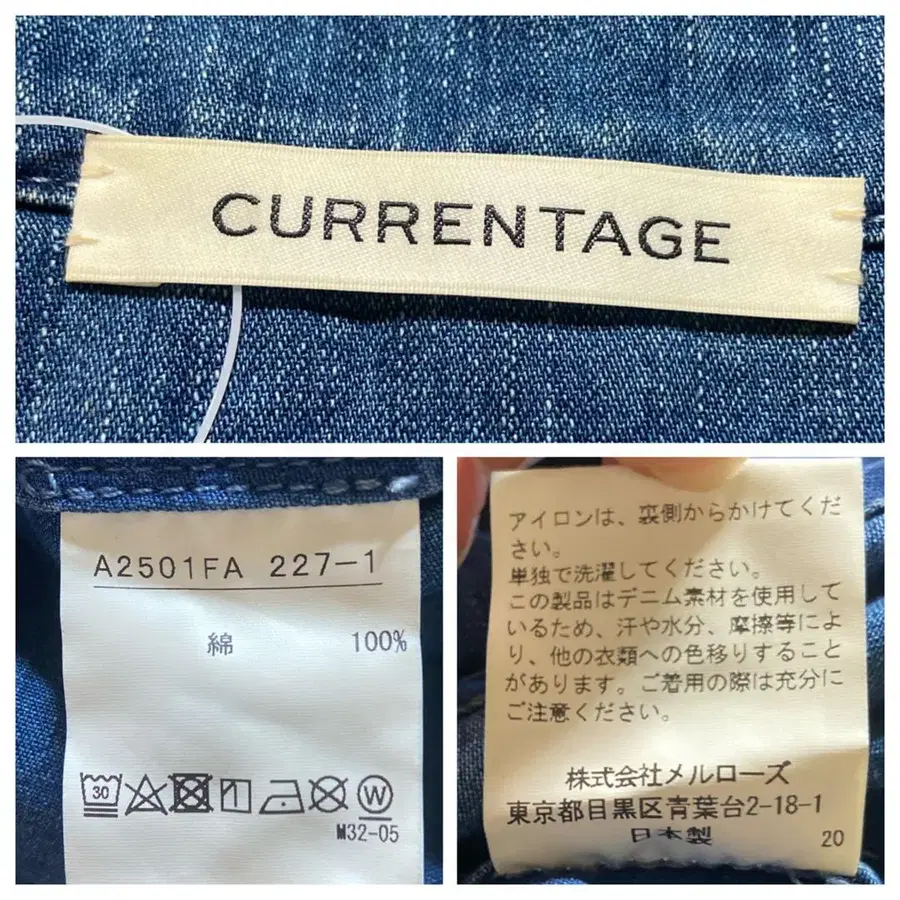 CURRENTAGE
A2501FA 227-1
綿 100%
30
W
M32-05
アイロンは、裏側からかけてくだ
さい。
単独で洗濯してください。
この製品はデニム素材を使用して
いるため、汗や水分、摩擦等によ
り、他の衣類への色移りすること
があります。ご着用の際は充分に
ご注意ください。
株式会社メルローズ
東京都目黒区青葉台2-18-1
日本製
20